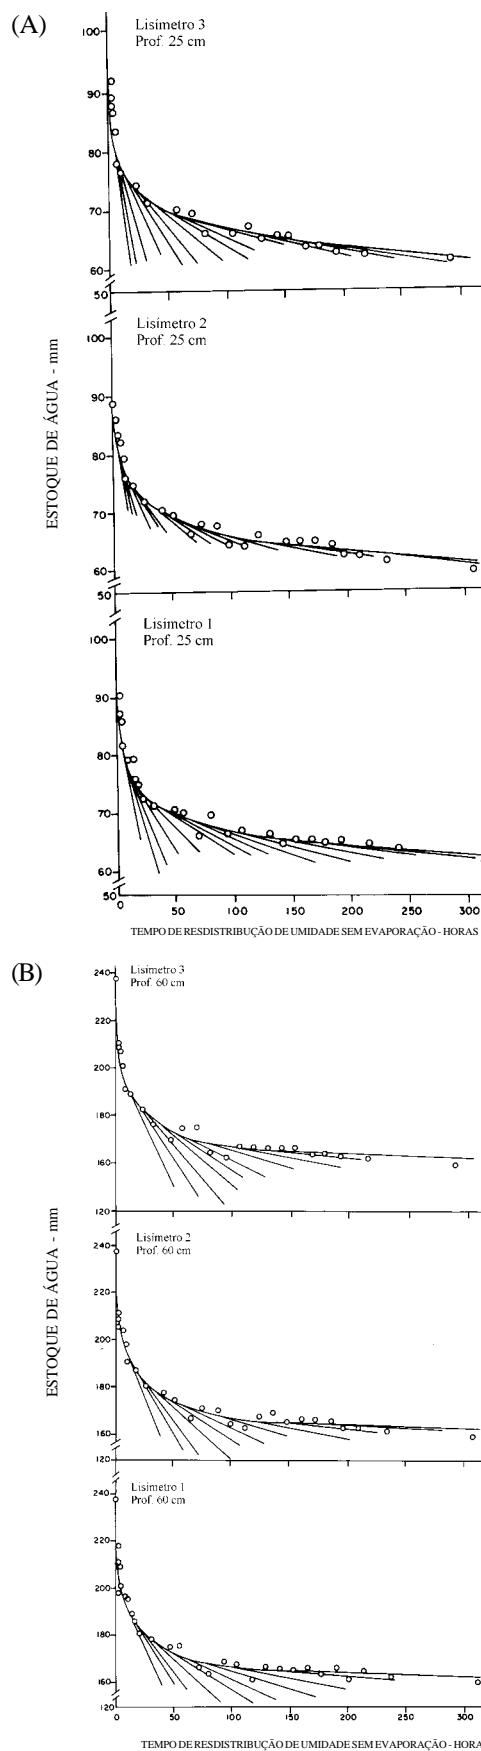 (A)
Lisímetro 3
Prof. 25 cm
100
90
80
70
60
50
Lisímetro 2
Prof. 25 cm
100
90
80
70
60
50
Lisímetro 1
Prof. 25 cm
100
90
80
70
60
50
0 50 100 150 200 250 300
ESTOQUE DE ÁGUA - mm
TEMPO DE RESDISTRIBUÇÃO DE UMIDADE SEM EVAPORAÇÃO - HORAS
(B)
Lisímetro 3
Prof. 60 cm
240
220
200
180
160
120
Lisímetro 2
Prof. 60 cm
240
220
200
180
160
120
Lisímetro 1
Prof. 60 cm
240
220
200
180
160
120
0 50 100 150 200 250 300
ESTOQUE DE ÁGUA - mm
TEMPO DE RESDISTRIBUÇÃO DE UMIDADE SEM EVAPORAÇÃO - HORA